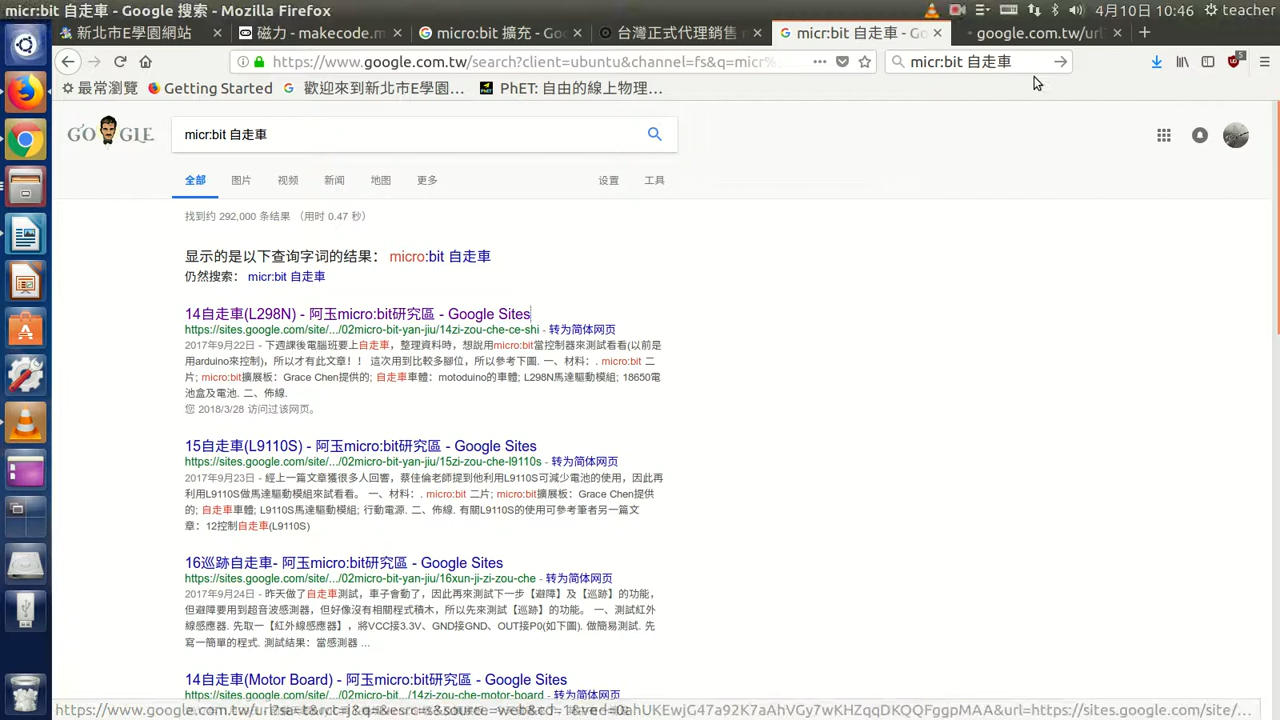 micr:bit 自走車 - Google 搜索 - Mozilla Firefox
4月10日 10:46 teacher
新北市E學園網站
磁力 - makecode.m
micro:bit 擴充 - Goo
台灣正式代理銷售
micr:bit 自走車 - Go
google.com.tw/url?
https://www.google.com.tw/search?client=ubuntu&channel=fs&q=micr%
micr:bit 自走車
5
最常瀏覽
Getting Started
歡迎來到新北市E學園...
PhET: 自由的線上物理...
GOOGLE
micr:bit 自走車
全部
图片
视频
新闻
地图
更多
设置
工具
找到约 292,000 条结果 （用时 0.47 秒）
显示的是以下查询字词的结果： micro:bit 自走車
仍然搜索： micr:bit 自走車
14自走車(L298N) - 阿玉micro:bit研究區 - Google Sites
https://sites.google.com/site/.../02micro-bit-yan-jiu/14zi-zou-che-ce-shi - 转为简体网页
2017年9月22日 - 下週課後電腦班要上自走車，整理資料時，想說用micro:bit當控制器來測試看看(以前是
用arduino來控制)，所以才有此文章！！ 這次用到比較多腳位，所以參考下圖. 一、材料：. micro:bit 二
片; micro:bit擴展板：Grace Chen提供的; 自走車車體：motoduino的車體; L298N馬達驅動模組; 18650電
池盒及電池. 二、佈線.
您 2018/3/28 访问过该网页。
15自走車(L9110S) - 阿玉micro:bit研究區 - Google Sites
https://sites.google.com/site/.../02micro-bit-yan-jiu/15zi-zou-che-l9110s - 转为简体网页
2017年9月23日 - 經上一篇文章獲很多人回響，蔡佳倫老師提到他利用L9110S可減少電池的使用，因此再
利用L9110S做馬達驅動模組來試看看。 一、材料：. micro:bit 二片; micro:bit擴展板：Grace Chen提供
的; 自走車車體; L9110S馬達驅動模組; 行動電源. 二、佈線. 有關L9110S的使用可參考筆者另一篇文
章：12控制自走車(L9110S)
16巡跡自走車- 阿玉micro:bit研究區 - Google Sites
https://sites.google.com/site/.../02micro-bit-yan-jiu/16xun-ji-zi-zou-che - 转为简体网页
2017年9月24日 - 昨天做了自走車測試，車子會動了，因此再來測試下一步【避障】及【巡跡】的功能，
但避障要用到超音波感測器，但好像沒有相關程式積木，所以先來測試【巡跡】的功能。 一、測試紅外
線感應器. 先取一【紅外線感應器】，將VCC接3.3V、GND接GND、OUT接P0(如下圖). 做簡易測試. 先
寫一簡單的程式. 測試結果：當感測器 ...
14自走車(Motor Board) - 阿玉micro:bit研究區 - Google Sites
https://sites.google.com/site/.../02micro-bit.../14zi-zou-che-motor-board - 转为简体网页